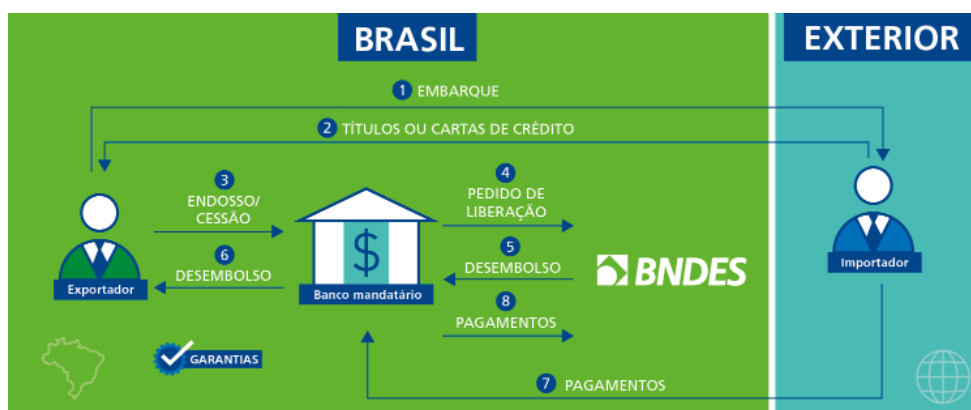 BRASIL
EXTERIOR
1 EMBARQUE
2 TÍTULOS OU CARTAS DE CRÉDITO
3
ENDOSSO/
CESSÃO
4
PEDIDO DE
LIBERAÇÃO
6
DESEMBOLSO
5
DESEMBOLSO
$
BNDES
Exportador
Banco mandatário
Importador
8
PAGAMENTOS
GARANTIAS
7 PAGAMENTOS